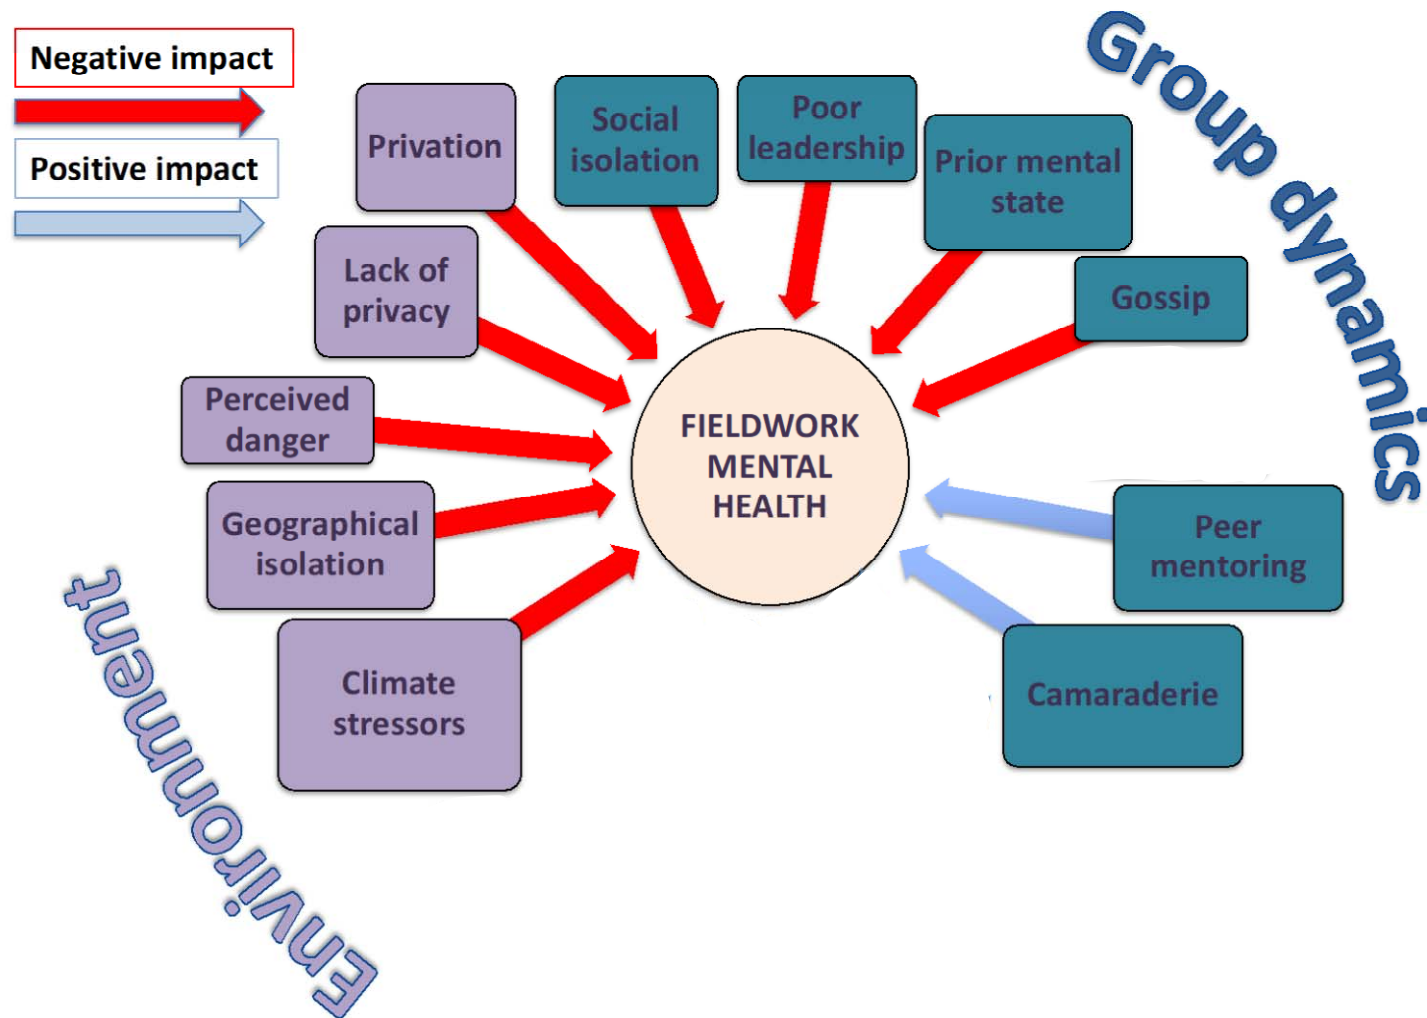 Negative impact
Positive impact
Privation
Social
isolation
Poor
leadership
Prior mental
state
Gossip
Group dynamics
Lack of
privacy
Perceived
danger
Geographical
isolation
Climate
stressors
Environment
FIELDWORK
MENTAL
HEALTH
Peer
mentoring
Camaraderie